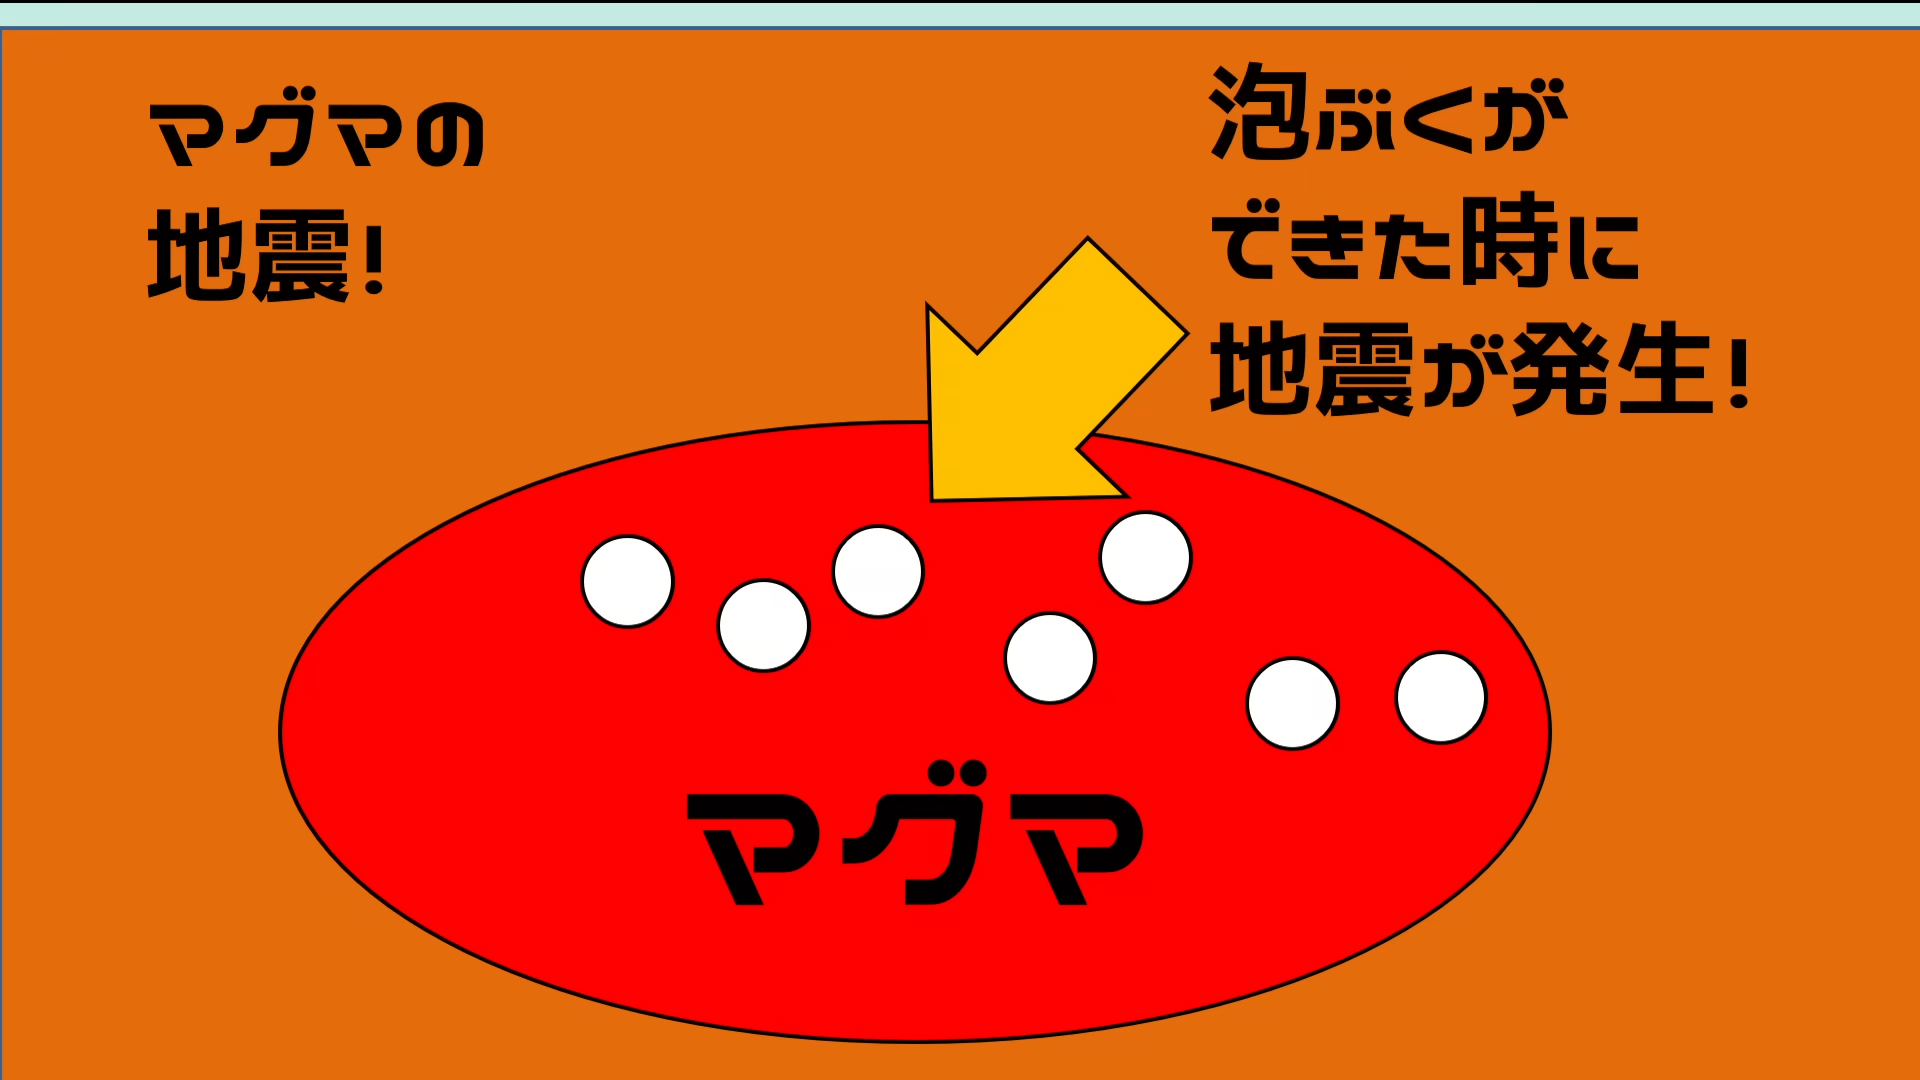 マグマの
地震!
泡ぶくが
できた時に
地震が発生!
マグマ